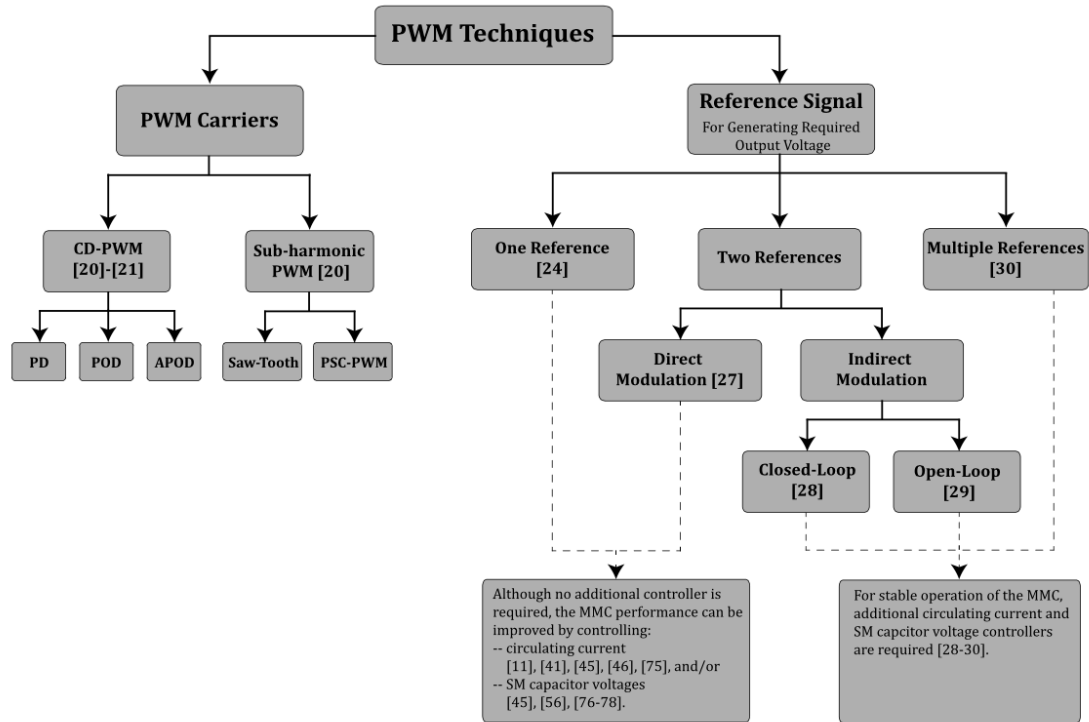 PWM Techniques
PWM Carriers
Reference Signal
For Generating Required
Output Voltage
CD-PWM
[20]-[21]
Sub-harmonic
PWM [20]
One Reference
[24]
Two References
Multiple References
[30]
PD
POD
APOD
Saw-Tooth
PSC-PWM
Direct
Modulation [27]
Indirect
Modulation
Closed-Loop
[28]
Open-Loop
[29]
Although no additional controller is
required, the MMC performance can be
improved by controlling:
-- circulating current
[11], [41], [45], [46], [75], and/or
-- SM capacitor voltages
[45], [56], [76-78].
For stable operation of the MMC,
additional circulating current and
SM capcitor voltage controllers
are required [28-30].